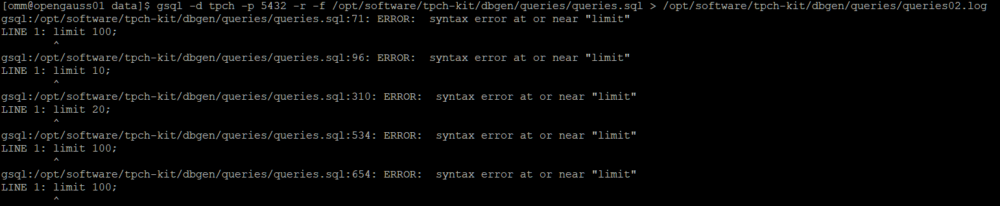 [omm@opengauss01 data]$ gsql -d tpch -p 5432 -r -f /opt/software/tpch-kit/dbgen/queries/queries.sql > /opt/software/tpch-kit/dbgen/queries/queries02.log
gsql:/opt/software/tpch-kit/dbgen/queries/queries.sql:71: ERROR:  syntax error at or near "limit"
LINE 1: limit 100;
        ^
gsql:/opt/software/tpch-kit/dbgen/queries/queries.sql:96: ERROR:  syntax error at or near "limit"
LINE 1: limit 10;
        ^
gsql:/opt/software/tpch-kit/dbgen/queries/queries.sql:310: ERROR:  syntax error at or near "limit"
LINE 1: limit 20;
        ^
gsql:/opt/software/tpch-kit/dbgen/queries/queries.sql:534: ERROR:  syntax error at or near "limit"
LINE 1: limit 100;
        ^
gsql:/opt/software/tpch-kit/dbgen/queries/queries.sql:654: ERROR:  syntax error at or near "limit"
LINE 1: limit 100;
        ^